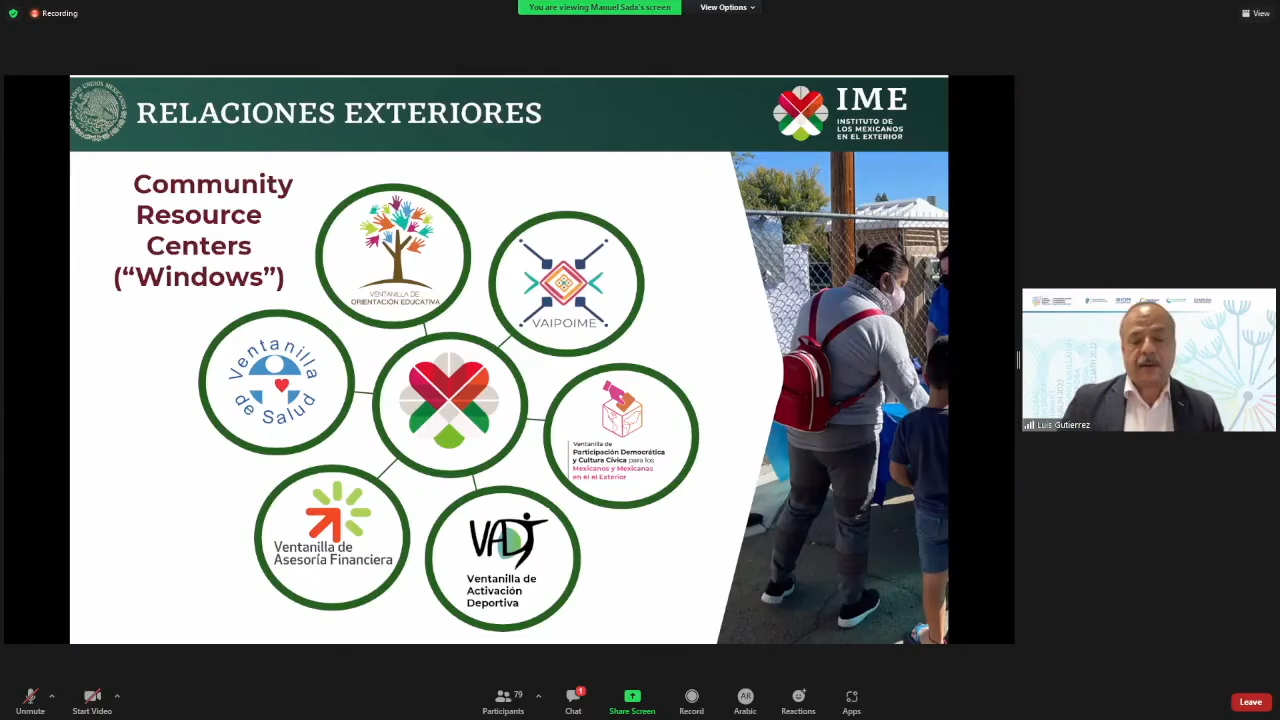 Recording
You are viewing Manuel Sada's screen
View Options
View
RELACIONES EXTERIORES
IME
INSTITUTO DE
LOS MEXICANOS
EN EL EXTERIOR
Community
Resource
Centers
(“Windows”)
VENTANILLA DE
ORIENTACIÓN EDUCATIVA
VAIPOIME
Ventanilla
de Salud
Ventanilla de
Participación Democrática
y Cultura Cívica para los
Mexicanos y Mexicanas
en el el Exterior
Ventanilla de
Asesoría Financiera
VADI
Ventanilla de
Activación
Deportiva
Luis Gutierrez
Unmute
Start Video
79
Participants
1
Chat
Share Screen
Record
AR
Arabic
Reactions
Apps
Leave